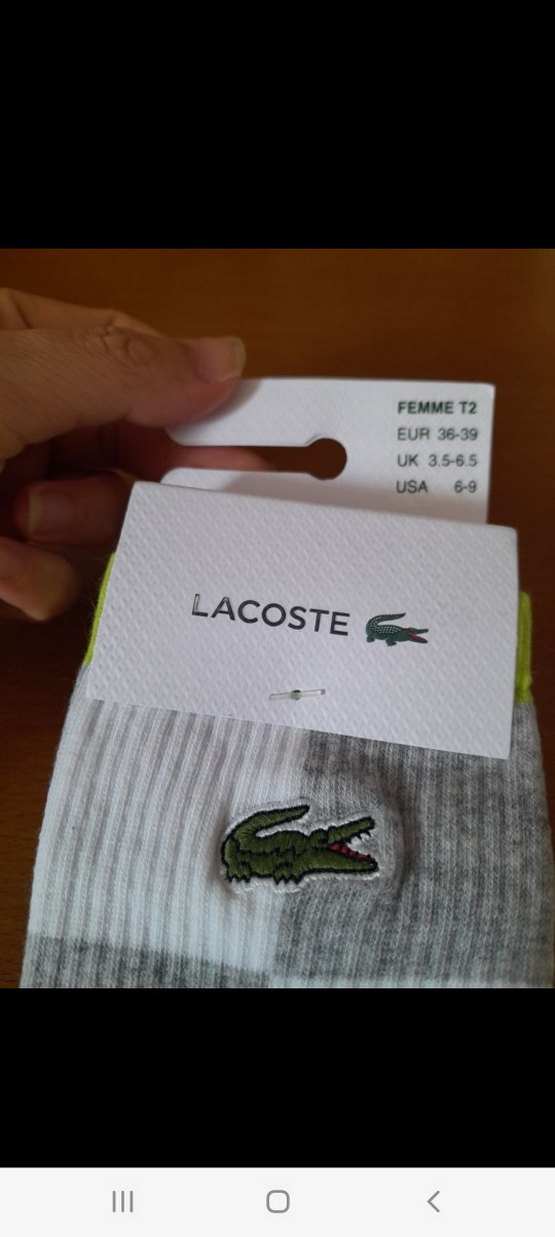 FEMME T2
EUR 36-39
UK 3.5-6.5
USA 6-9
LACOSTE